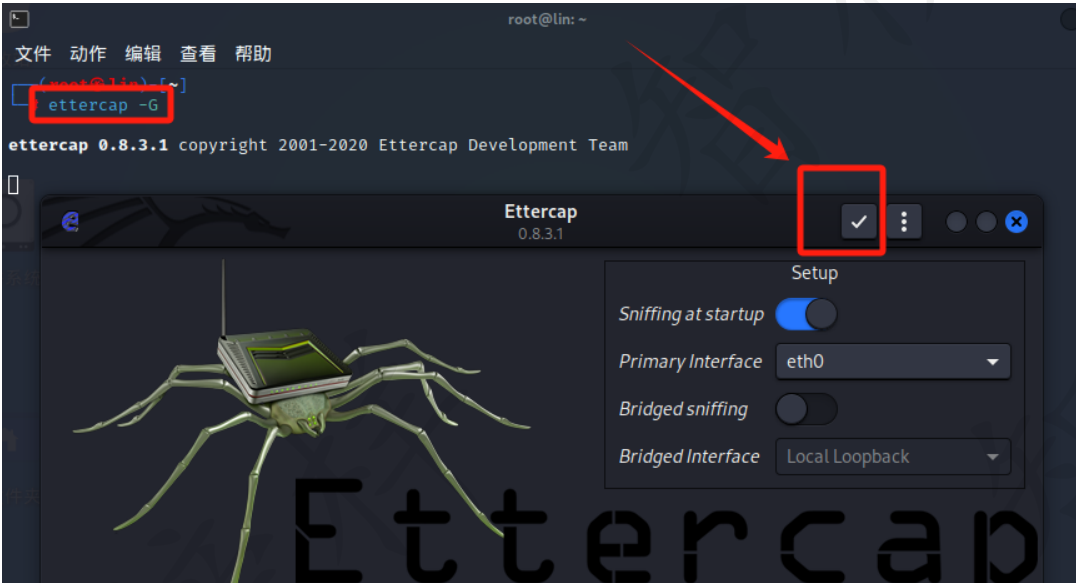 root@lin: ~
文件 动作 编辑 查看 帮助
(root㉿lin)-[~]
ettercap -G
ettercap 0.8.3.1 copyright 2001-2020 Ettercap Development Team
Ettercap
0.8.3.1
Setup
Sniffing at startup
Primary Interface eth0
Bridged sniffing
Bridged Interface Local Loopback
Ettercap